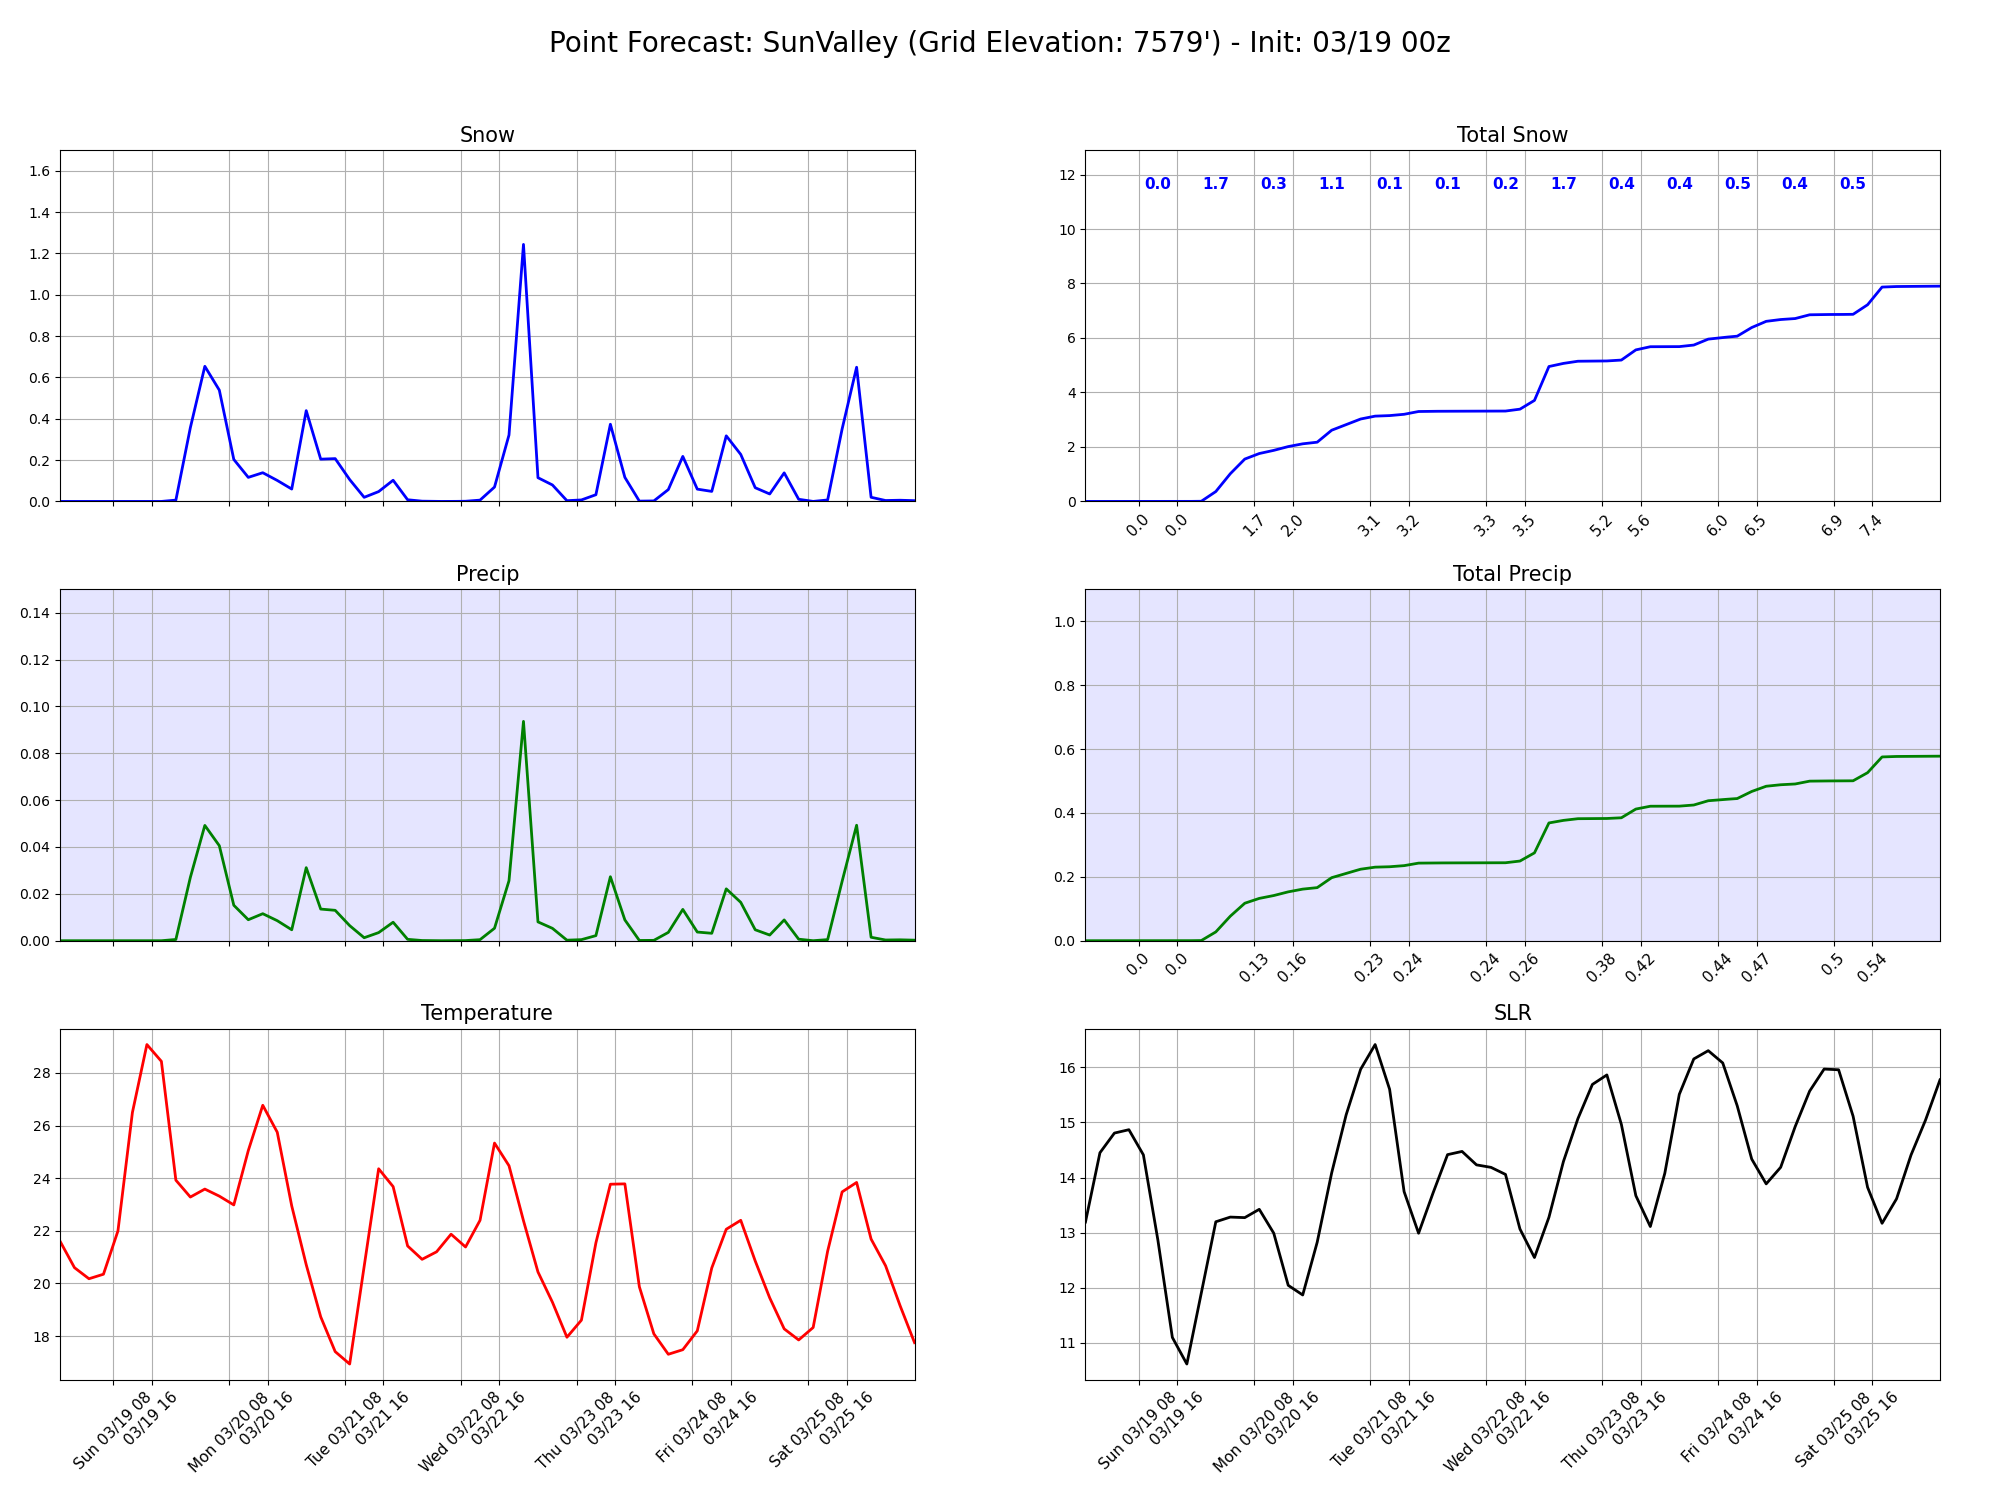 Point Forecast: SunValley (Grid Elevation: 7579') - Init: 03/19 00z
Snow
1.6
1.4
1.2
1.0
0.8
0.6
0.4
0.2
0.0
Total Snow
12
10
8
6
4
2
0
0.0 1.7 0.3 1.1 0.1 0.1 0.2 1.7 0.4 0.4 0.5 0.4 0.5
0.0 0.0 1.7 2.0 3.1 3.2 3.3 3.5 5.2 5.6 6.0 6.5 6.9 7.4
Precip
0.14
0.12
0.10
0.08
0.06
0.04
0.02
0.00
Total Precip
1.0
0.8
0.6
0.4
0.2
0.0
0.0 0.0 0.13 0.16 0.23 0.24 0.24 0.26 0.38 0.42 0.44 0.47 0.5 0.54
Temperature
28
26
24
22
20
18
Sun 03/19 08
03/19 16
Mon 03/20 08
03/20 16
Tue 03/21 08
03/21 16
Wed 03/22 08
03/22 16
Thu 03/23 08
03/23 16
Fri 03/24 08
03/24 16
Sat 03/25 08
03/25 16
SLR
16
15
14
13
12
11
Sun 03/19 08
03/19 16
Mon 03/20 08
03/20 16
Tue 03/21 08
03/21 16
Wed 03/22 08
03/22 16
Thu 03/23 08
03/23 16
Fri 03/24 08
03/24 16
Sat 03/25 08
03/25 16